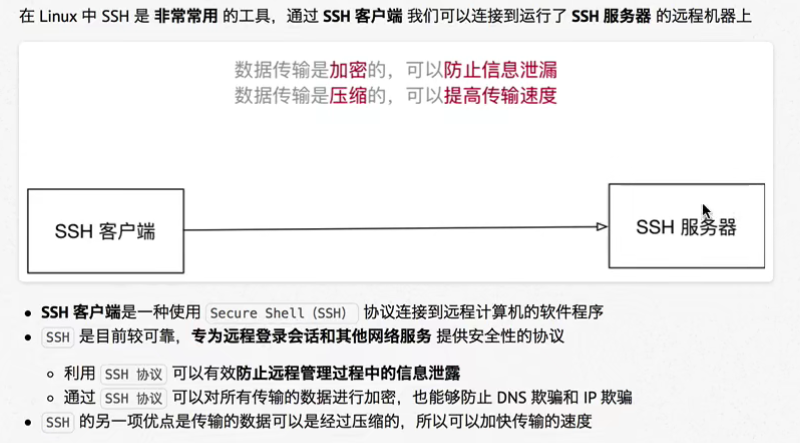 在 Linux 中 SSH 是 非常常用 的工具，通过 SSH 客户端 我们可以连接到运行了 SSH 服务器 的远程机器上
数据传输是加密的，可以防止信息泄漏
数据传输是压缩的，可以提高传输速度
SSH 客户端
SSH 服务器
SSH 客户端是一种使用 Secure Shell（SSH） 协议连接到远程计算机的软件程序
SSH 是目前较可靠，专为远程登录会话和其他网络服务 提供安全性的协议
利用 SSH 协议 可以有效防止远程管理过程中的信息泄露
通过 SSH 协议 可以对所有传输的数据进行加密，也能够防止 DNS 欺骗和 IP 欺骗
SSH 的另一项优点是传输的数据可以是经过压缩的，所以可以加快传输的速度